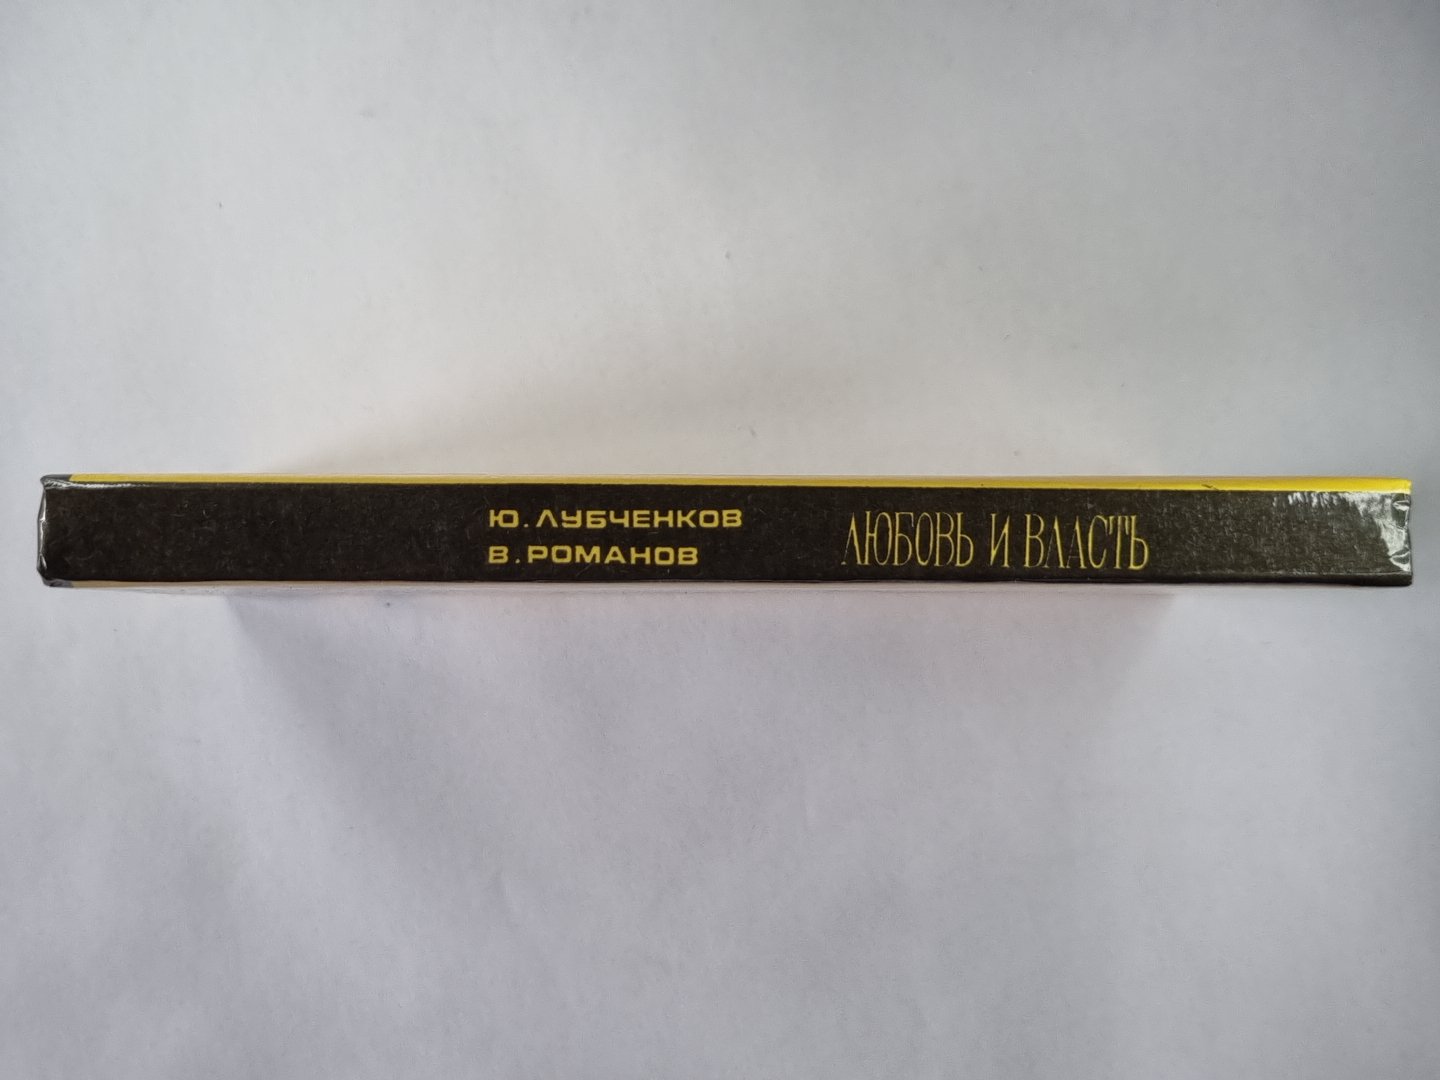 Ю. ЛУБЧЕНКОВ
В. РОМАНОВ
ЛЮБОВЬ И ВЛАСТЬ